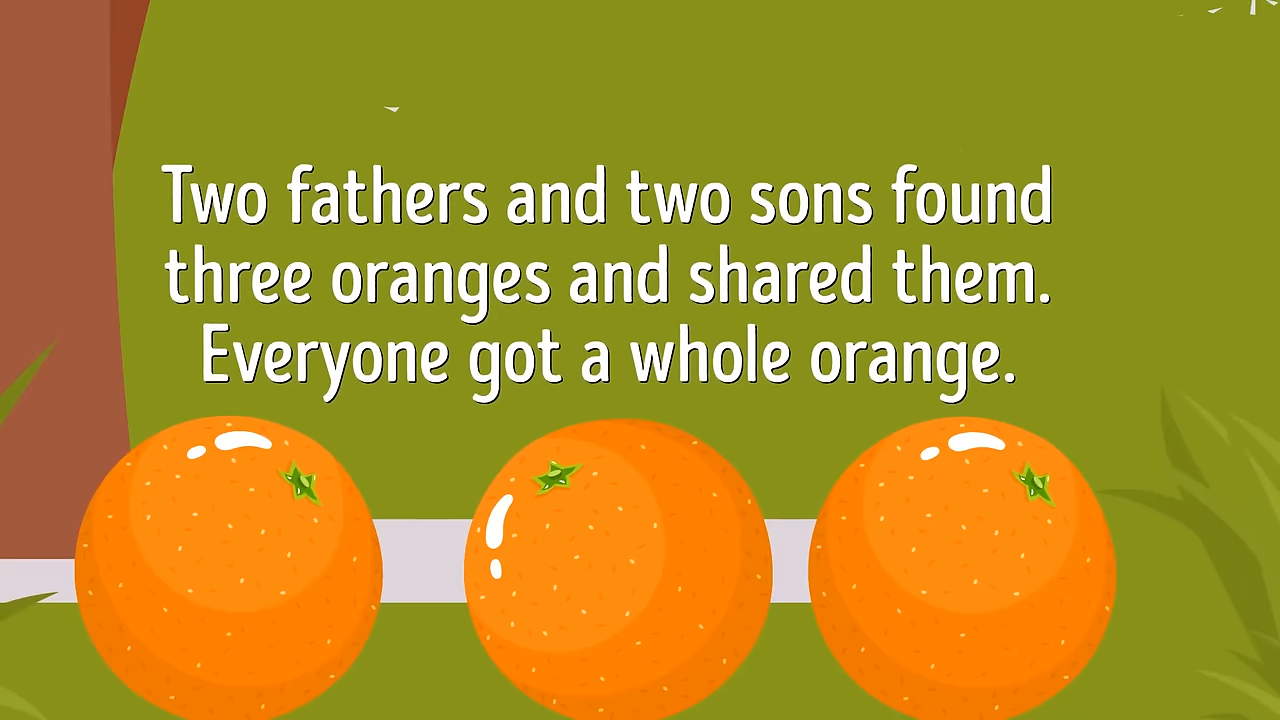 Two fathers and two sons found
three oranges and shared them.
Everyone got a whole orange.